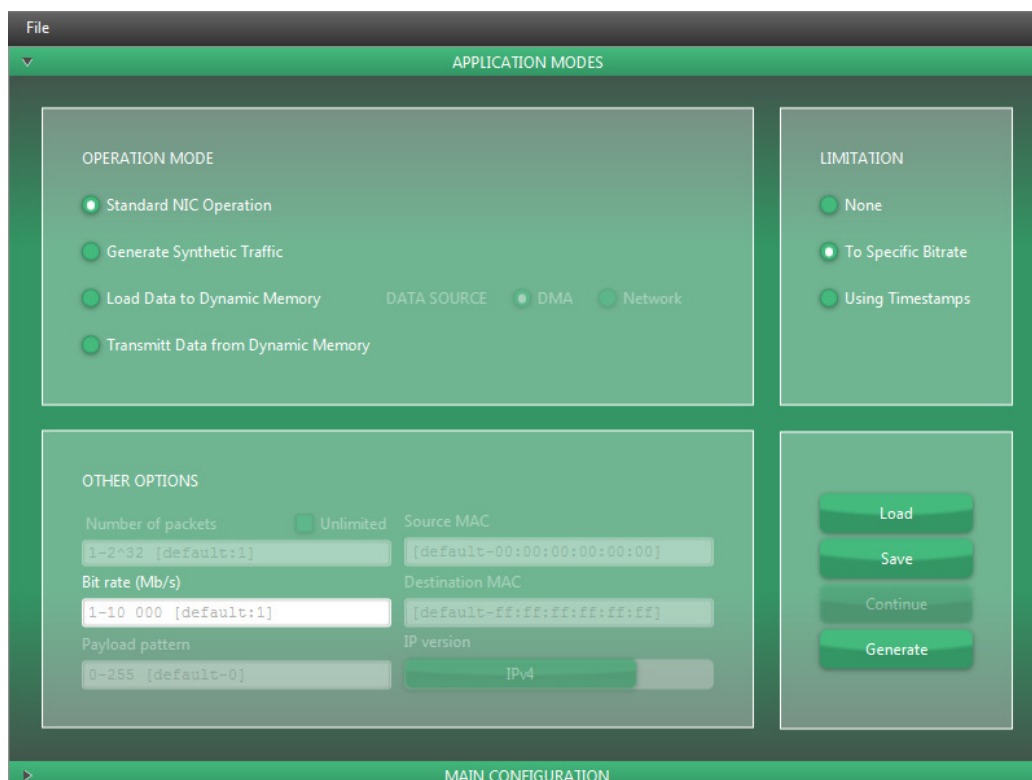 File
APPLICATION MODES
OPERATION MODE
Standard NIC Operation
Generate Synthetic Traffic
Load Data to Dynamic Memory DATA SOURCE DMA Network
Transmitt Data from Dynamic Memory
LIMITATION
None
To Specific Bitrate
Using Timestamps
OTHER OPTIONS
Number of packets Unlimited
1-2^32 [default:1]
Bit rate (Mb/s)
1-10 000 [default:1]
Payload pattern
0-255 [default-0]
Source MAC
[default-00:00:00:00:00:00]
Destination MAC
[default-ff:ff:ff:ff:ff:ff]
IP version
IPv4
Load
Save
Continue
Generate
MAIN CONFIGURATION